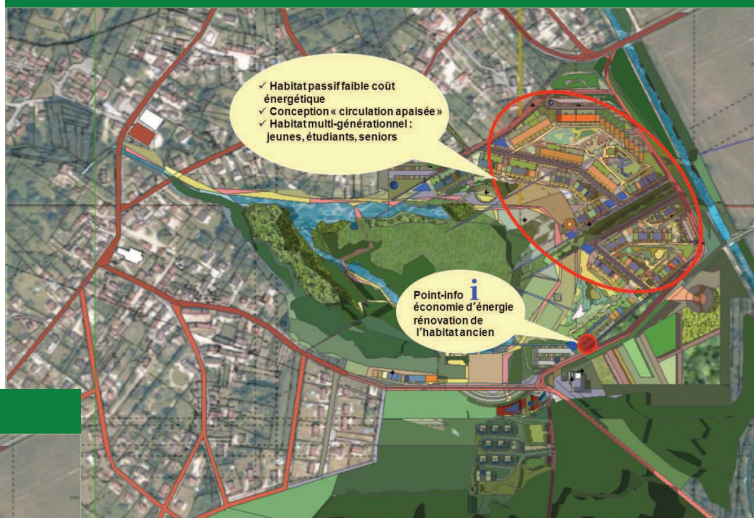 ✓ Habitat passif faible coût
énergétique
✓ Conception « circulation apaisée »
✓ Habitat multi-générationnel :
jeunes, étudiants, seniors
Point-info i
économie d'énergie
rénovation de
l'habitat ancien